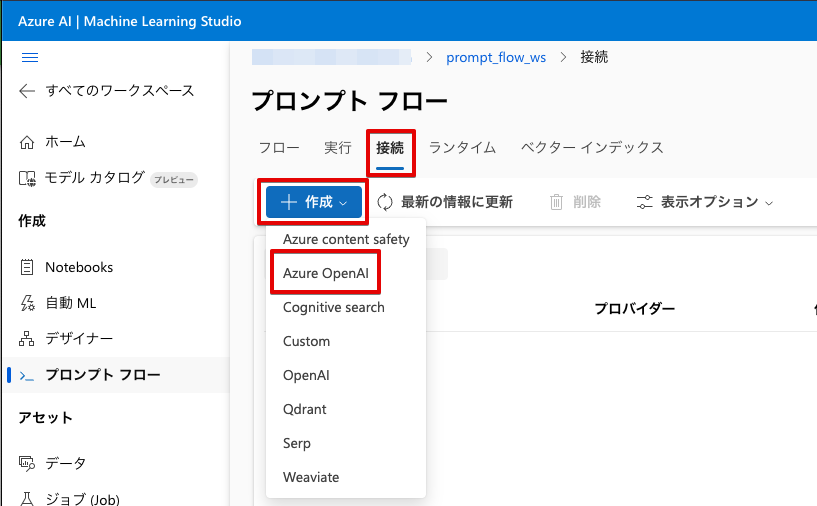 Azure AI | Machine Learning Studio
prompt_flow_ws > 接続
すべてのワークスペース
プロンプト フロー
ホーム
フロー 実行 接続 ランタイム ベクター インデックス
モデル カタログ プレビュー
作成 最新の情報に更新 削除 表示オプション
作成
Azure content safety
Notebooks
Azure OpenAI
自動 ML
Cognitive search
プロバイダー
デザイナー
Custom
プロンプト フロー
OpenAI
アセット
Qdrant
Serp
データ
Weaviate
ジョブ (Job)